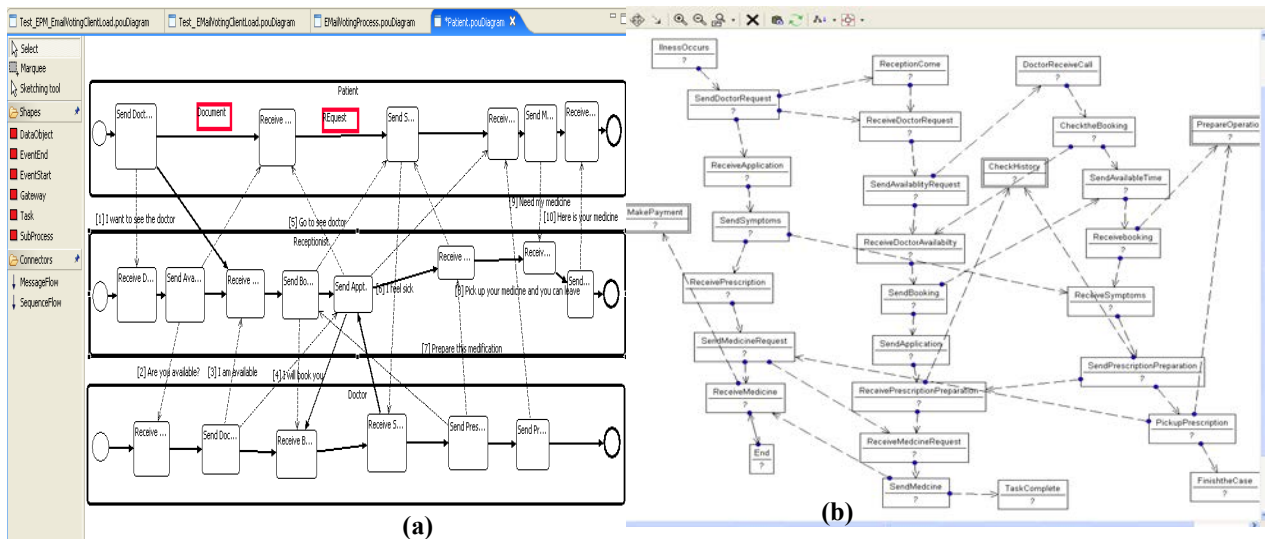 Test_EPM_EmailVotingClientLoad.pouDiagram
Test_EMailVotingClientLoad.pouDiagram
EMailVotingProcess.pouDiagram
*Patient.pouDiagram X
Select
Marquee
Sketching tool
Shapes
DataObject
EventEnd
EventStart
Gateway
Task
SubProcess
Connectors
MessageFlow
SequenceFlow
Patient
Send Doct...
Document
Receive ...
REquest
Send S...
Receiv...
Send M...
Receive...
[1] I want to see the doctor
[5] Go to see doctor
[9] Need my medicine
[10] Here is your medicine
Receptionist
Receive D...
Send Ava...
Receive ...
Send Bo...
Send Appt.
Receive ...
Receiv...
Send...
[6] I feel sick
[8] Pick up your medicine and you can leave
[7] Prepare this medification
[2] Are you available?
[3] I am available
[4] I will book you
Doctor
Receive ...
Send Doc...
Receive B...
Receive S...
Send Pres...
Send Pr...
(a)
IllnessOccurs
?
SendDoctorRequest
?
ReceiveApplication
?
SendSymptoms
?
MakePayment
?
ReceivePrescription
?
SendMedicineRequest
?
ReceiveMedicine
?
End
?
ReceptionCome
?
ReceiveDoctorRequest
?
SendAvailablityRequest
?
ReceiveDoctorAvailabilty
?
SendBooking
?
SendApplication
?
ReceivePrescriptionPreparation
?
ReceiveMedcineRequest
?
SendMedcine
?
TaskComplete
?
DoctorReceiveCall
?
ChecktheBooking
?
CheckHistory
?
SendAvailableTime
?
PrepareOperation
?
Receivebooking
?
ReceiveSymptoms
?
SendPrescriptionPreparation
?
PickupPrescription
?
FinishtheCase
?
(b)